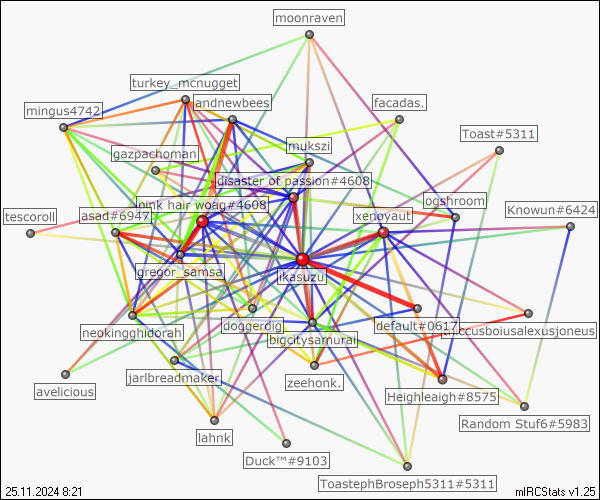 moonraven
turkey_mcnugget
mingus4742
andnewbees
facadas.
Toast#5311
gazpachoman
mukszi
disaster of passion#4608
pink hair woag#4608
ogshroom
Knowun#6424
tescoroll
asad#6947
xenoyaut
gregor_samsa
ikasuzu
neokingghidorah
doggerdig
default#0617
bigcitysamurai
jarlbreadmaker
zeehonk.
avelicious
Heighleaigh#8575
Random Stuf6#5983
lahnk
Duck™#9103
ToastephBroseph5311#5311
25.11.2024 8:21
mIRCStats v1.25